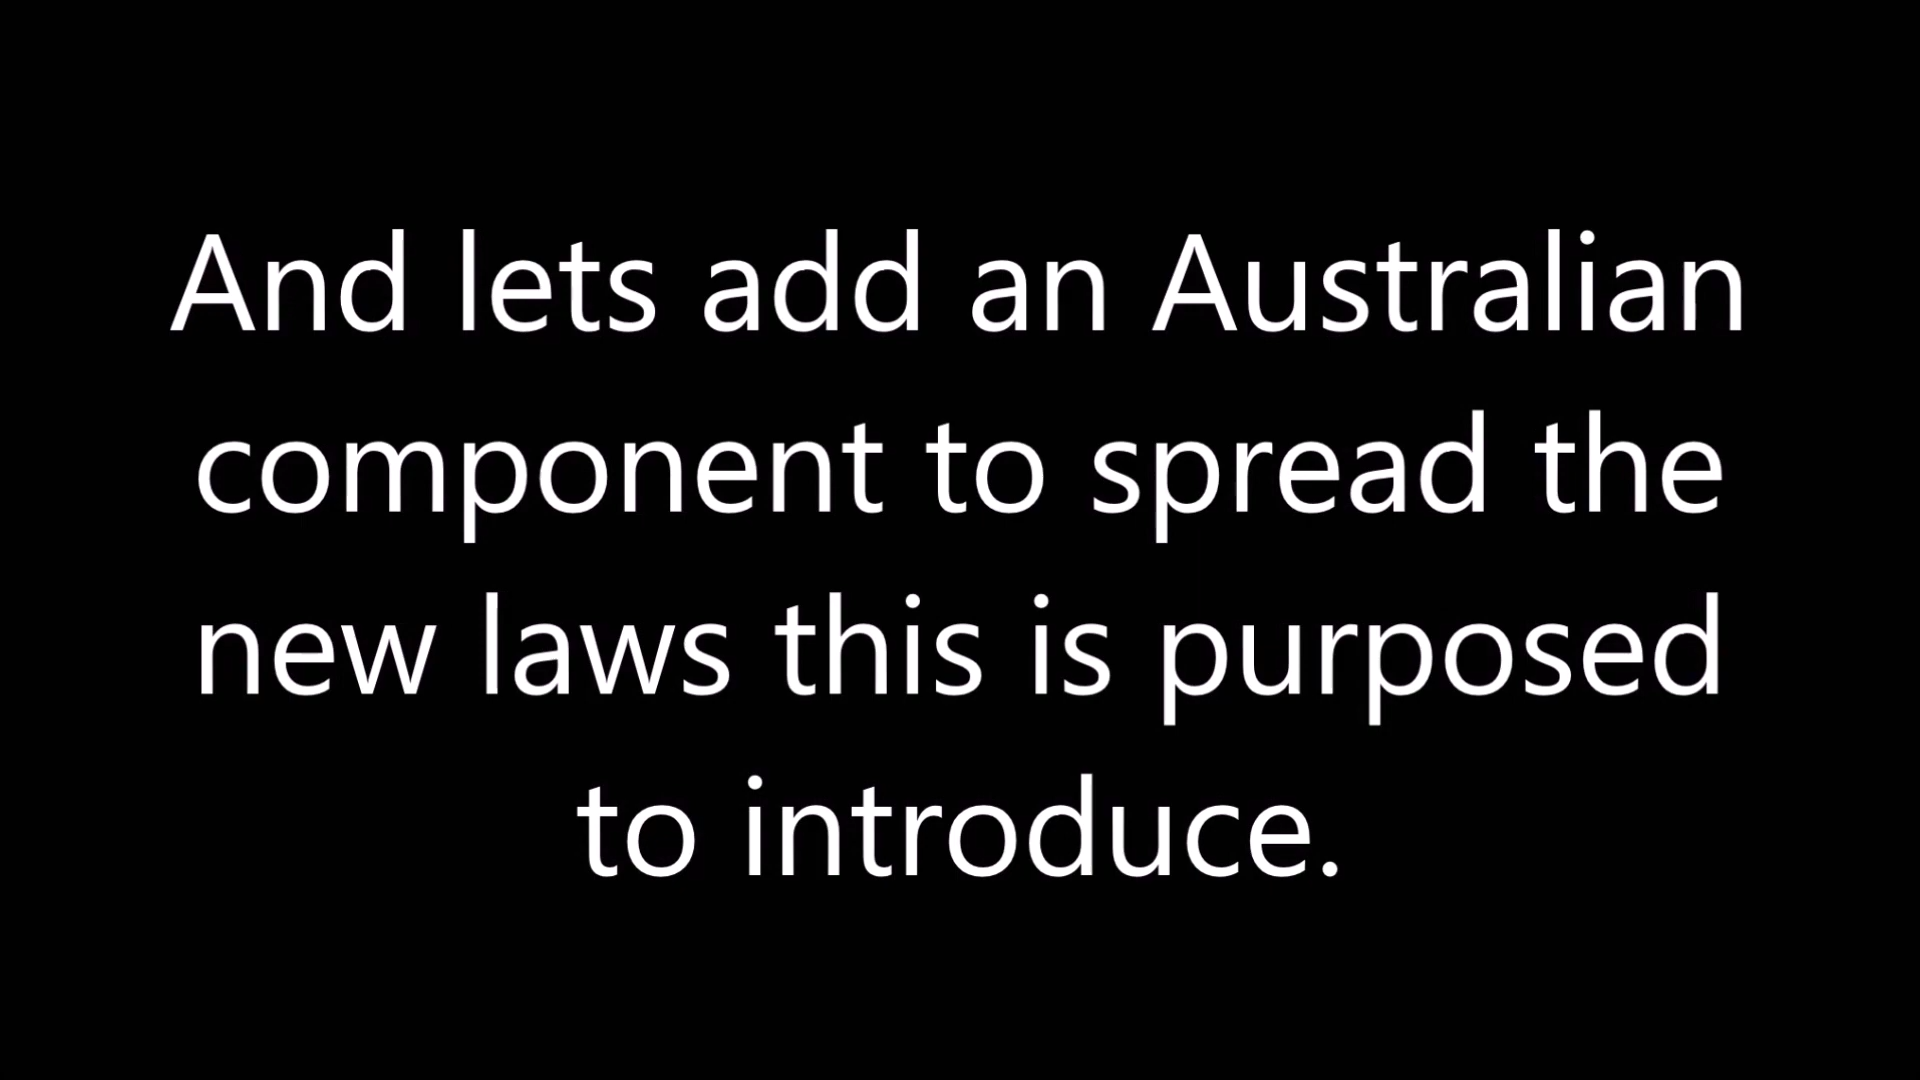 And lets add an Australian
component to spread the
new laws this is purposed
to introduce.